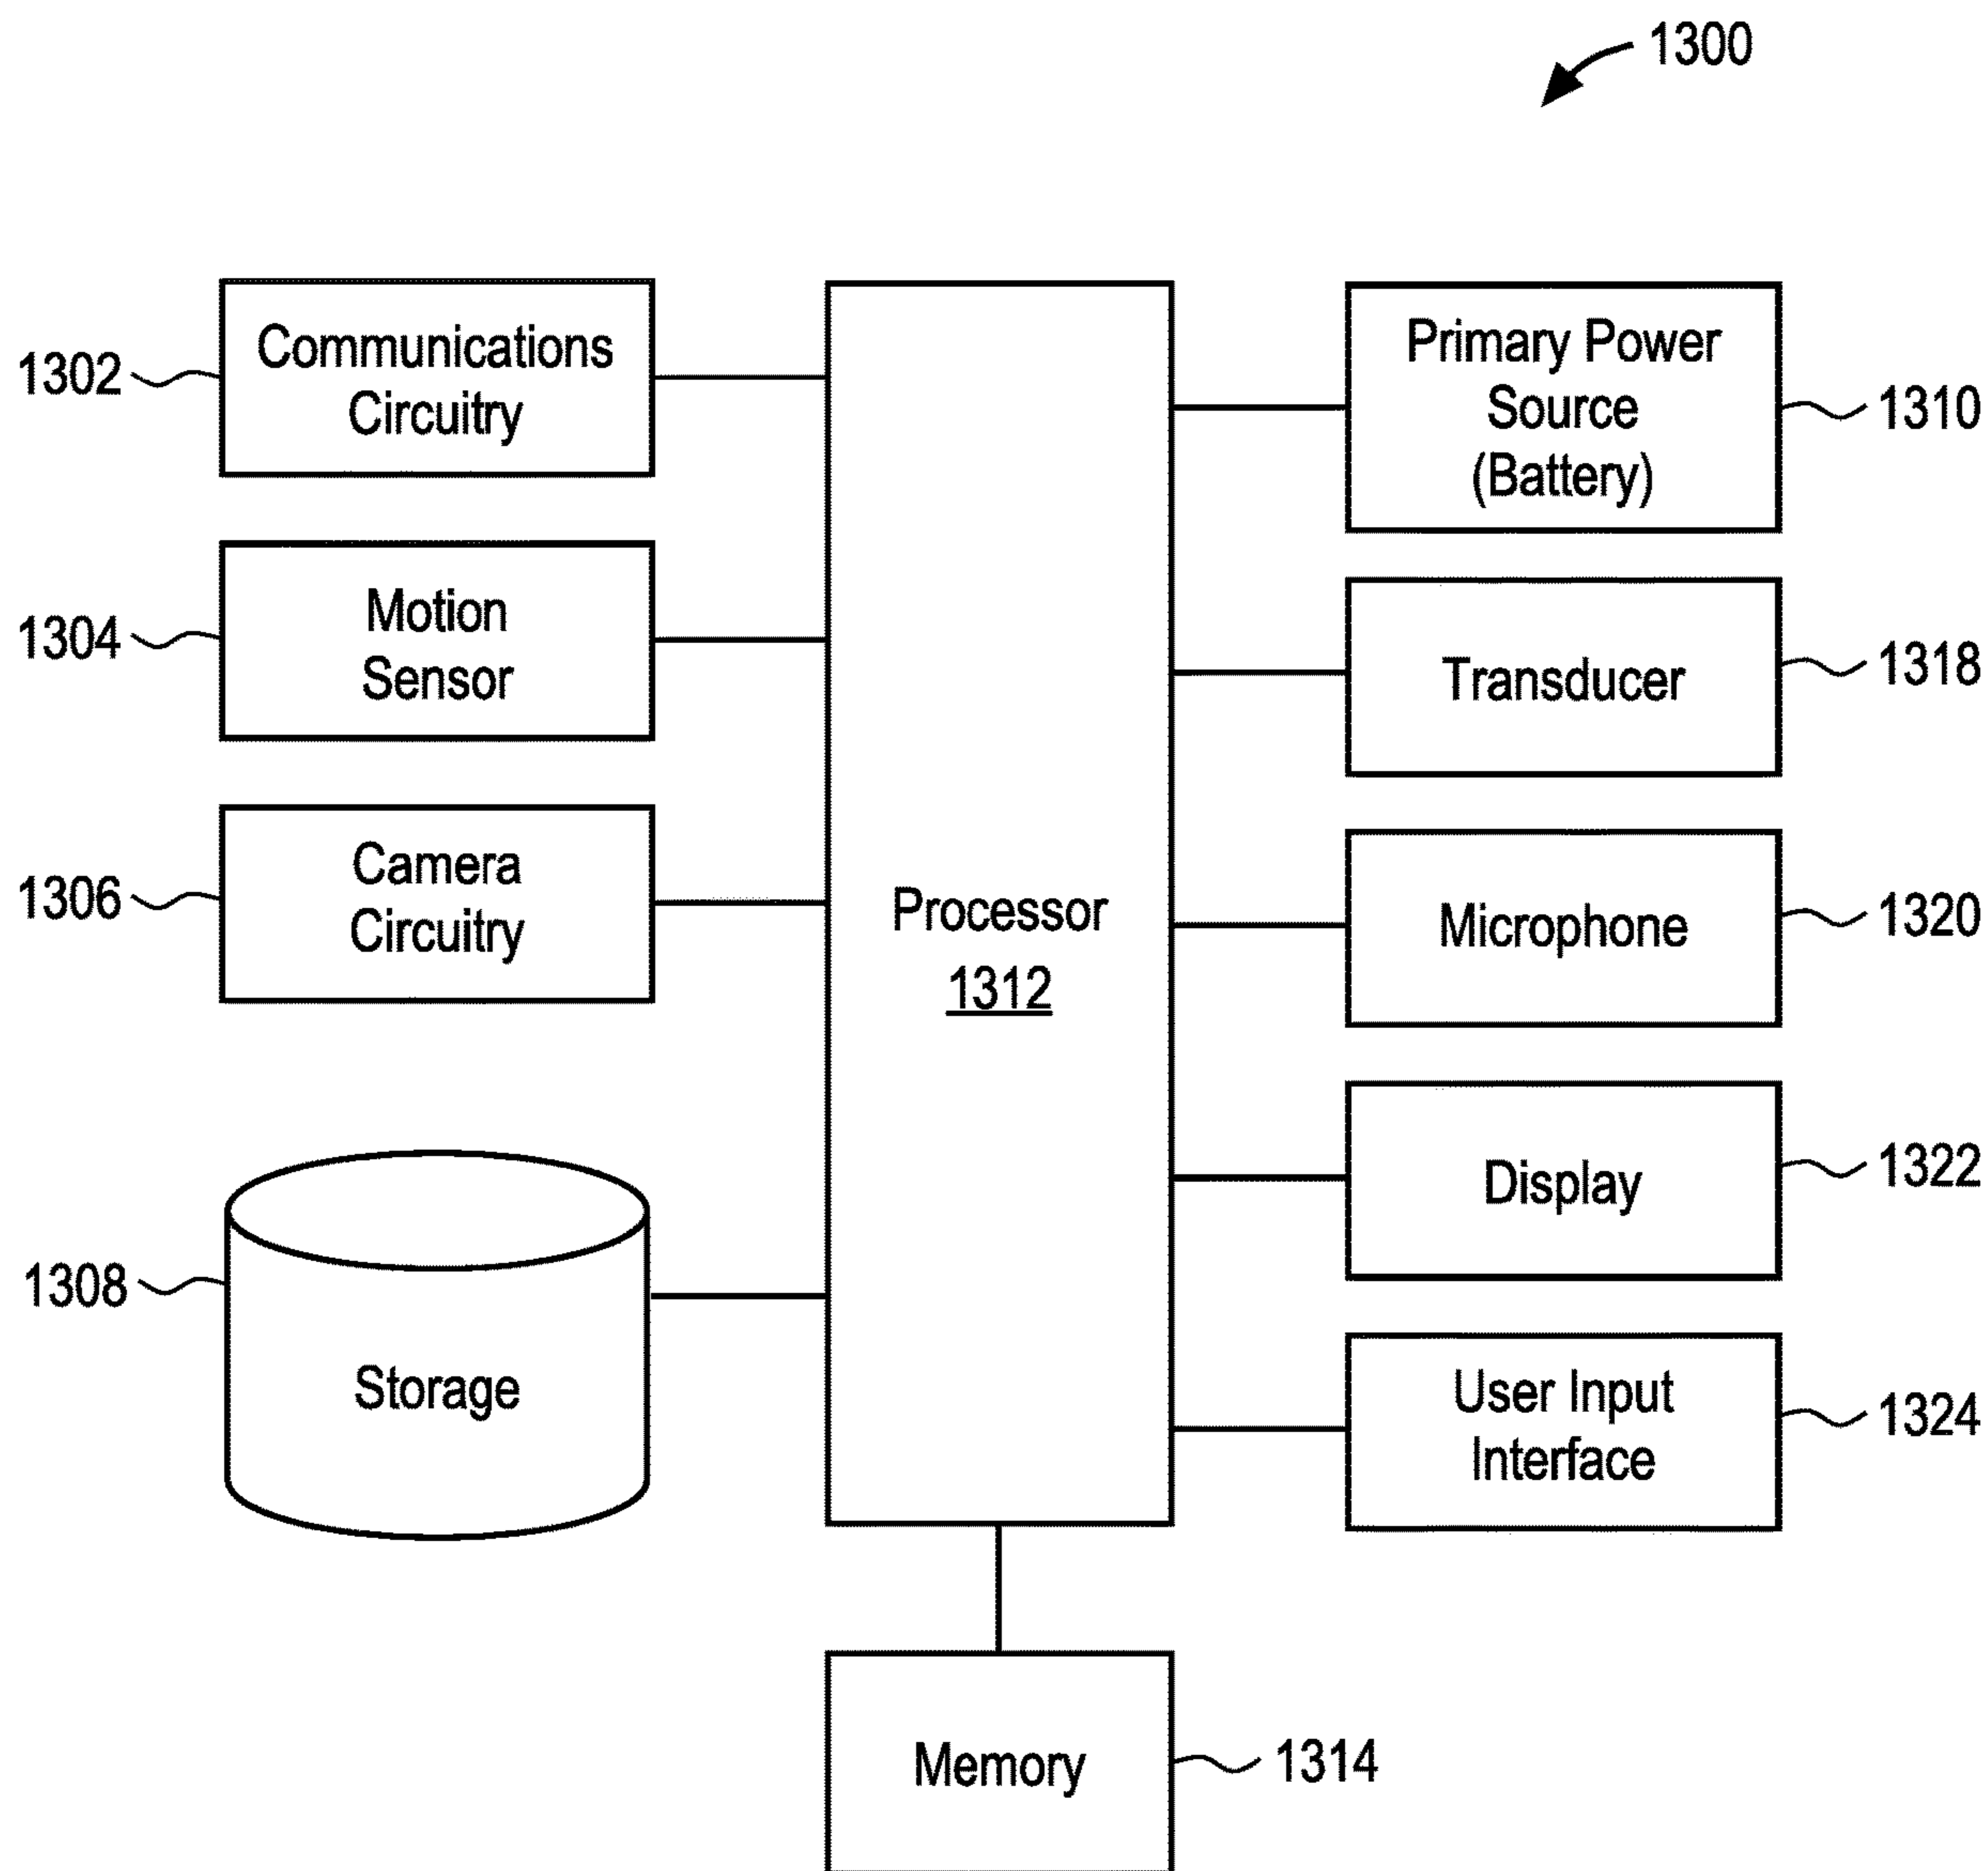 1300
Communications
Circuitry
1302
Motion
Sensor
1304
Camera
Circuitry
1306
1308
Storage
Processor
1312
Primary Power
Source
(Battery)
1310
Transducer
1318
Microphone
1320
Display
1322
User Input
Interface
1324
Memory
1314